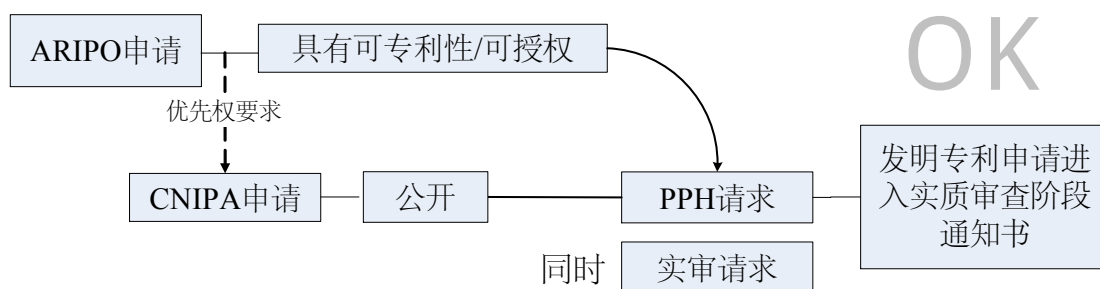 OK
ARIPO申请
具有可专利性/可授权
优先权要求
CNIPA申请
公开
PPH请求
发明专利申请进
入实质审查阶段
通知书
同时
实审请求